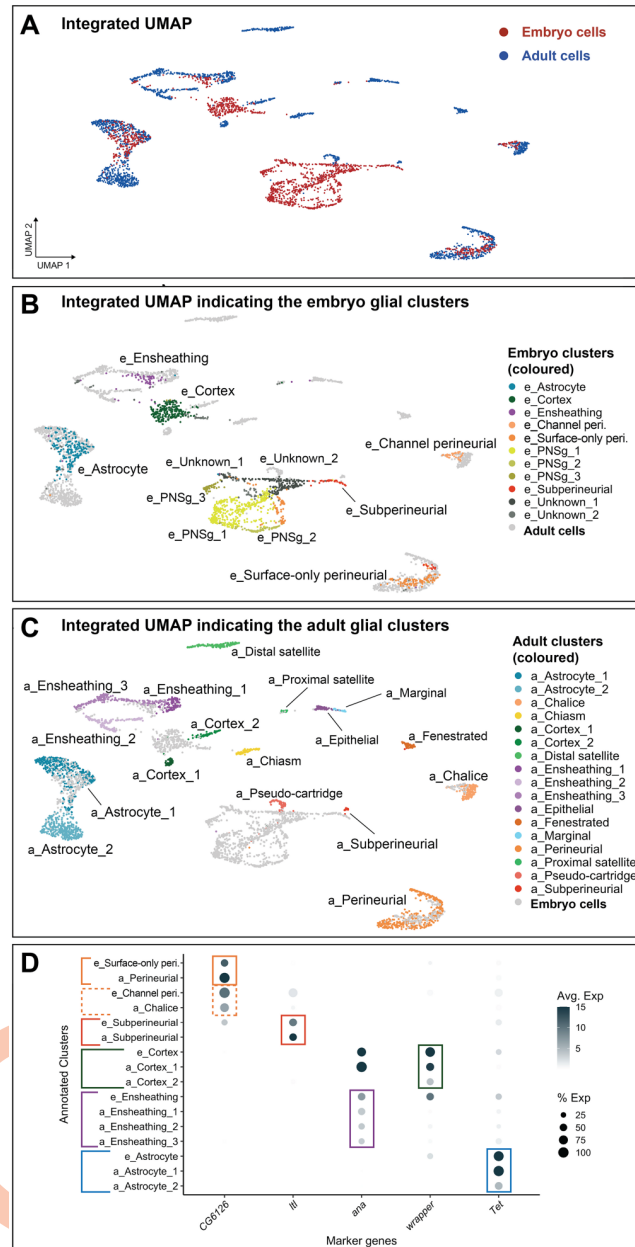 A
Integrated UMAP
Embryo cells
Adult cells
UMAP 2
UMAP 1
B
Integrated UMAP indicating the embryo glial clusters
e_Ensheathing
e_Cortex
e_Astrocyte
e_Unknown_1
e_Unknown_2
e_PNSg_3
e_PNSg_1
e_PNSg_2
e_Subperineurial
e_Channel perineurial
e_Surface-only perineurial
Embryo clusters
(coloured)
e_Astrocyte
e_Cortex
e_Ensheathing
e_Channel peri.
e_Surface-only peri.
e_PNSg_1
e_PNSg_2
e_PNSg_3
e_Subperineurial
e_Unknown_1
e_Unknown_2
Adult cells
C
Integrated UMAP indicating the adult glial clusters
a_Distal satellite
a_Ensheathing_3
a_Ensheathing_1
a_Proximal satellite
a_Marginal
a_Ensheathing_2
a_Cortex_2
a_Epithelial
a_Fenestrated
a_Cortex_1
a_Chiasm
a_Chalice
a_Astrocyte_1
a_Pseudo-cartridge
a_Astrocyte_2
a_Subperineurial
a_Perineurial
Adult clusters
(coloured)
a_Astrocyte_1
a_Astrocyte_2
a_Chalice
a_Chiasm
a_Cortex_1
a_Cortex_2
a_Distal satellite
a_Ensheathing_1
a_Ensheathing_2
a_Ensheathing_3
a_Epithelial
a_Fenestrated
a_Marginal
a_Perineurial
a_Proximal satellite
a_Pseudo-cartridge
a_Subperineurial
Embryo cells
D
Annotated Clusters
e_Surface-only peri.
a_Perineurial
e_Channel peri.
a_Chalice
e_Subperineurial
a_Subperineurial
e_Cortex
a_Cortex_1
a_Cortex_2
e_Ensheathing
a_Ensheathing_1
a_Ensheathing_2
a_Ensheathing_3
e_Astrocyte
a_Astrocyte_1
a_Astrocyte_2
CG6126
ltl
ana
wrapper
Tet
Marker genes
Avg. Exp
15
10
5
0
% Exp
25
50
75
100